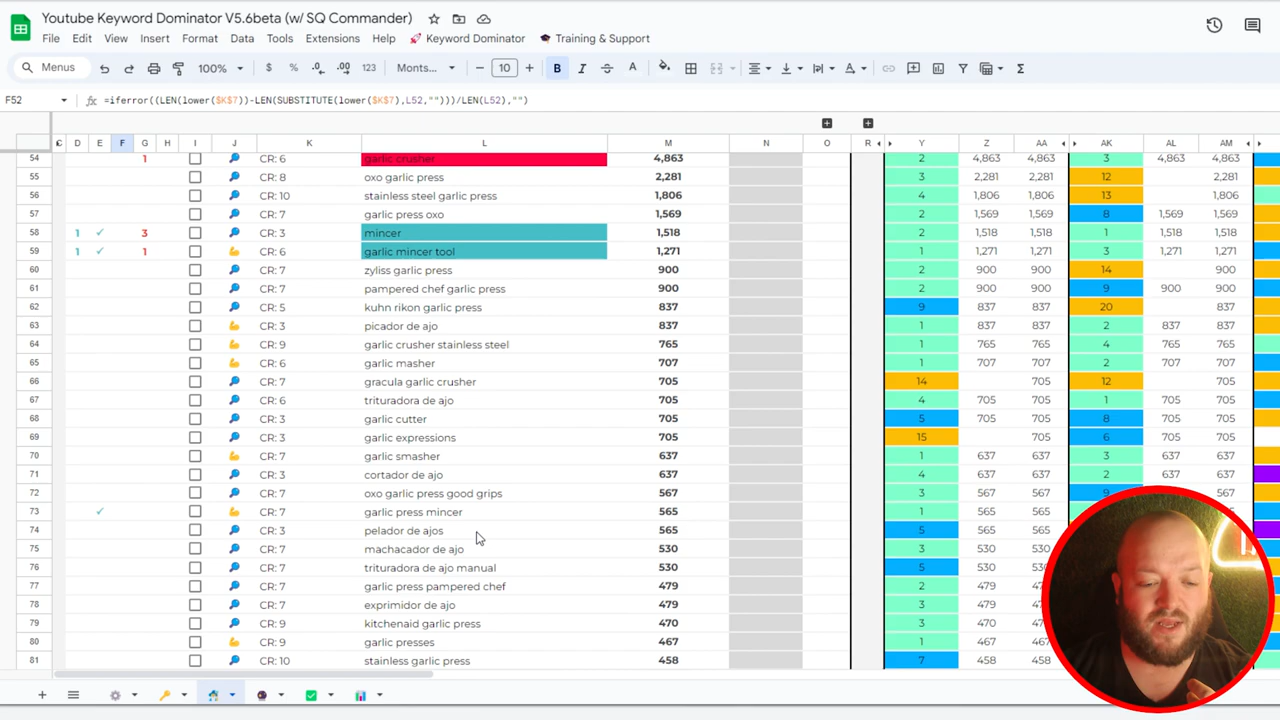 Youtube Keyword Dominator V5.6beta (w/ SQ Commander)
File Edit View Insert Format Data Tools Extensions Help 🚀 Keyword Dominator 🎓 Training & Support
Menus 100% $ % .0 .00 123 Monts... 10 B I A Σ
F52 fx =iferror((LEN(lower($K$7))-LEN(SUBSTITUTE(lower($K$7),L52,"")))/LEN(L52),"")
C D E F G H I J K L M N O R Y Z AA AK AL AM
54 1 CR: 6 garlic crusher 4,863 2 4,863 4,863 3 4,863 4,863
55 CR: 8 oxo garlic press 2,281 3 2,281 2,281 12 2,281
56 CR: 10 stainless steel garlic press 1,806 4 1,806 1,806 13 1,806
57 CR: 7 garlic press oxo 1,569 2 1,569 1,569 8 1,569 1,569
58 1 ✓ 3 CR: 3 mincer 1,518 2 1,518 1,518 1 1,518 1,518
59 1 ✓ 1 CR: 6 garlic mincer tool 1,271 1 1,271 1,271 3 1,271 1,271
60 CR: 7 zyliss garlic press 900 2 900 900 14 900
61 CR: 7 pampered chef garlic press 900 2 900 900 9 900 900
62 CR: 5 kuhn rikon garlic press 837 9 837 837 20 837
63 CR: 3 picador de ajo 837 1 837 837 2 837 837
64 CR: 9 garlic crusher stainless steel 765 1 765 765 4 765 765
65 CR: 6 garlic masher 707 1 707 707 2 707 707
66 CR: 7 gracula garlic crusher 705 14 705 12 705
67 CR: 6 trituradora de ajo 705 4 705 705 1 705 705
68 CR: 3 garlic cutter 705 5 705 705 8 705 705
69 CR: 3 garlic expressions 705 15 705 6 705 705
70 CR: 7 garlic smasher 637 1 637 637 3 637 637
71 CR: 3 cortador de ajo 637 4 637 637 2 637 637
72 CR: 7 oxo garlic press good grips 567 3 567 567 9 567
73 ✓ CR: 7 garlic press mincer 565 1 565 565
74 CR: 3 pelador de ajos 565 5 565 565
75 CR: 7 machacador de ajo 530 3 530 530
76 CR: 7 trituradora de ajo manual 530 5 530 530
77 CR: 7 garlic press pampered chef 479 2 479 479
78 CR: 7 exprimidor de ajo 479 3 479 479
79 CR: 9 kitchenaid garlic press 470 3 470 470
80 CR: 9 garlic presses 467 1 467 467
81 CR: 10 stainless garlic press 458 7 458 458